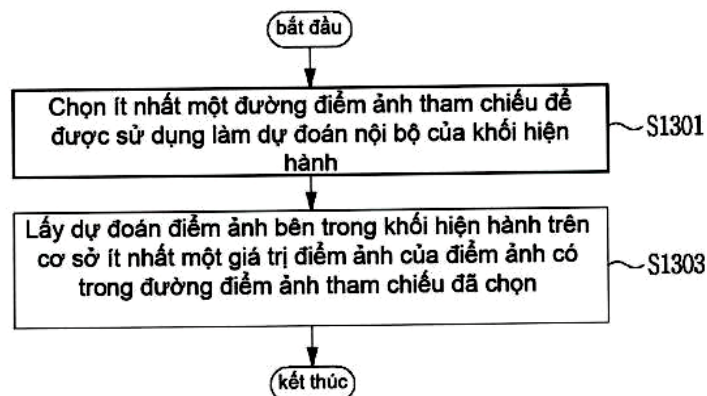 bắt đầu
Chọn ít nhất một đường điểm ảnh tham chiếu để
được sử dụng làm dự đoán nội bộ của khối hiện
hành
S1301
Lấy dự đoán điểm ảnh bên trong khối hiện hành trên
cơ sở ít nhất một giá trị điểm ảnh của điểm ảnh có
trong đường điểm ảnh tham chiếu đã chọn
S1303
kết thúc